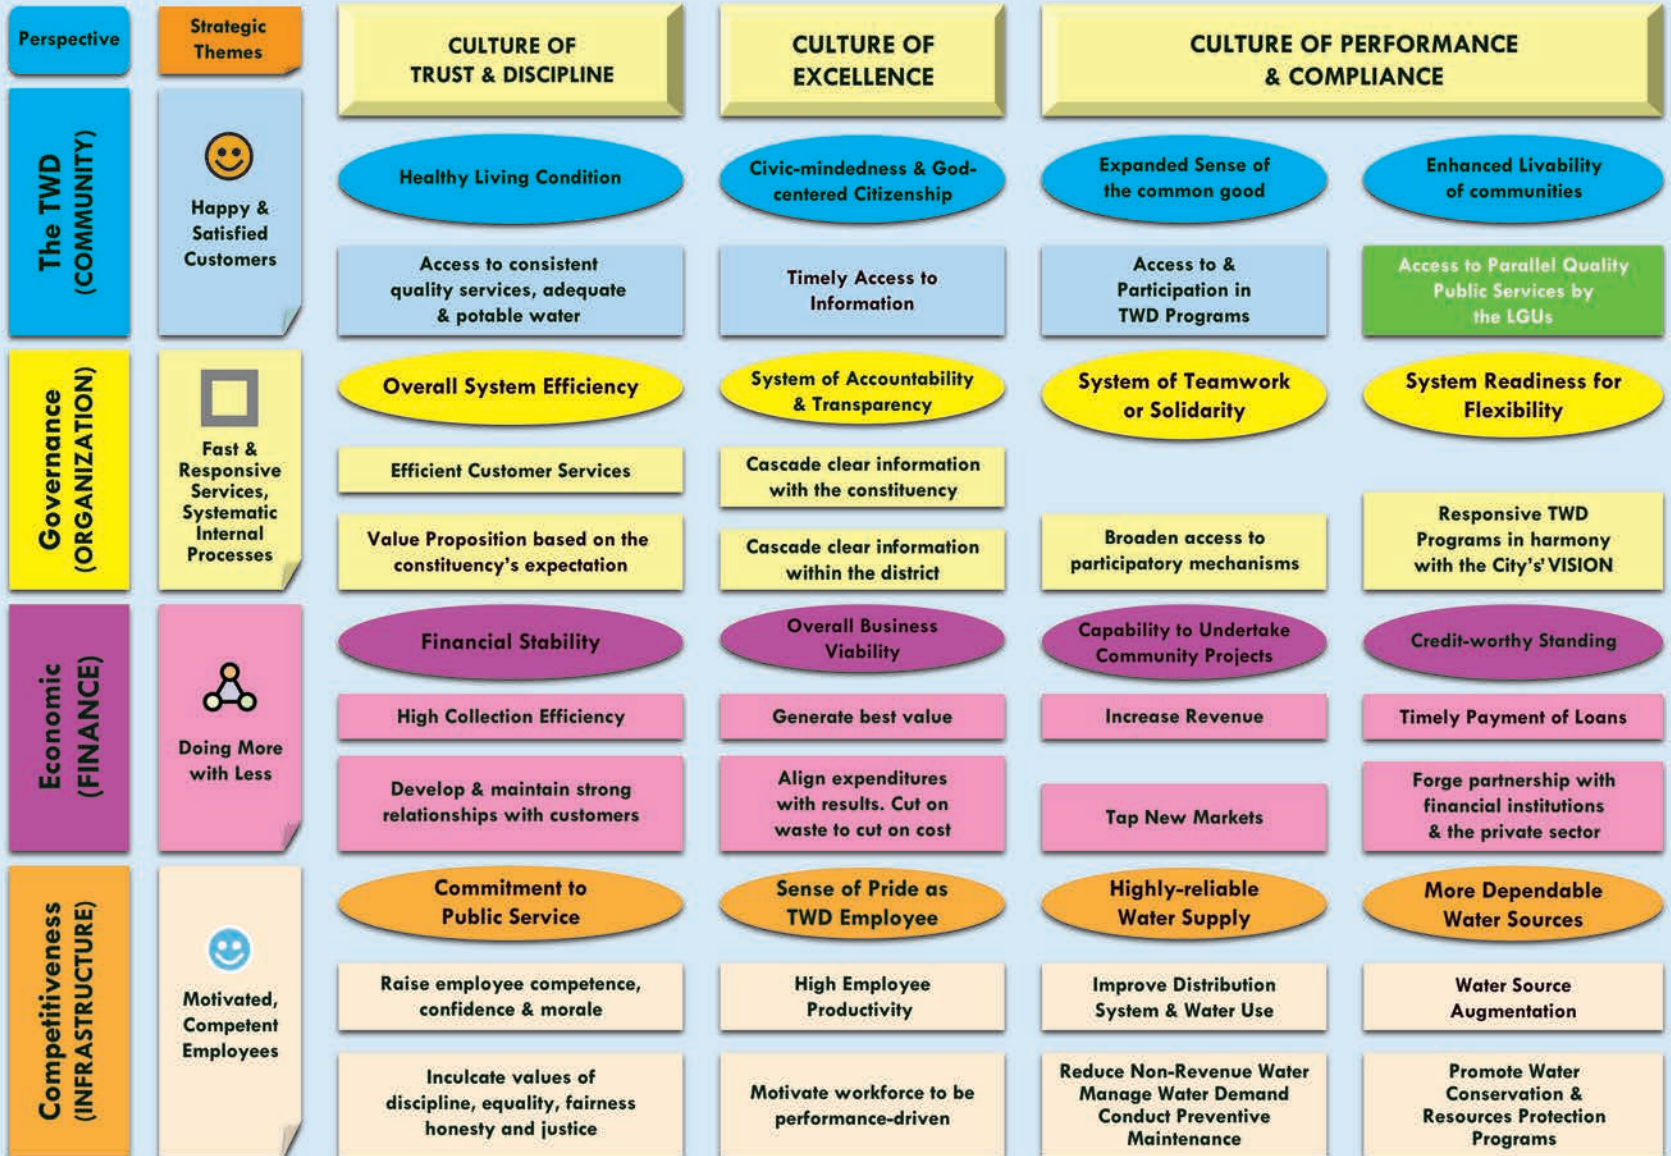 Perspective
Strategic
Themes
CULTURE OF
TRUST & DISCIPLINE
CULTURE OF
EXCELLENCE
CULTURE OF PERFORMANCE
& COMPLIANCE
The TWD
(COMMUNITY)
Happy &
Satisfied
Customers
Healthy Living Condition
Civic-mindedness & God-
centered Citizenship
Expanded Sense of
the common good
Enhanced Livability
of communities
Access to consistent
quality services, adequate
& potable water
Timely Access to
Information
Access to &
Participation in
TWD Programs
Access to Parallel Quality
Public Services by
the LGUs
Governance
(ORGANIZATION)
Fast &
Responsive
Services,
Systematic
Internal
Processes
Overall System Efficiency
System of Accountability
& Transparency
System of Teamwork
or Solidarity
System Readiness for
Flexibility
Efficient Customer Services
Cascade clear information
with the constituency
Value Proposition based on the
constituency's expectation
Cascade clear information
within the district
Broaden access to
participatory mechanisms
Responsive TWD
Programs in harmony
with the City's' VISION
Economic
(FINANCE)
Doing More
with Less
Financial Stability
Overall Business
Viability
Capability to Undertake
Community Projects
Credit-worthy Standing
High Collection Efficiency
Generate best value
Increase Revenue
Timely Payment of Loans
Develop & maintain strong
relationships with customers
Align expenditures
with results. Cut on
waste to cut on cost
Tap New Markets
Forge partnership with
financial institutions
& the private sector
Competitiveness
(INFRASTRUCTURE)
Motivated,
Competent
Employees
Commitment to
Public Service
Sense of Pride as
TWD Employee
Highly-reliable
Water Supply
More Dependable
Water Sources
Raise employee competence,
confidence & morale
High Employee
Productivity
Improve Distribution
System & Water Use
Water Source
Augmentation
Inculcate values of
discipline, equality, fairness
honesty and justice
Motivate workforce to be
performance-driven
Reduce Non-Revenue Water
Manage Water Demand
Conduct Preventive
Maintenance
Promote Water
Conservation &
Resources Protection
Programs